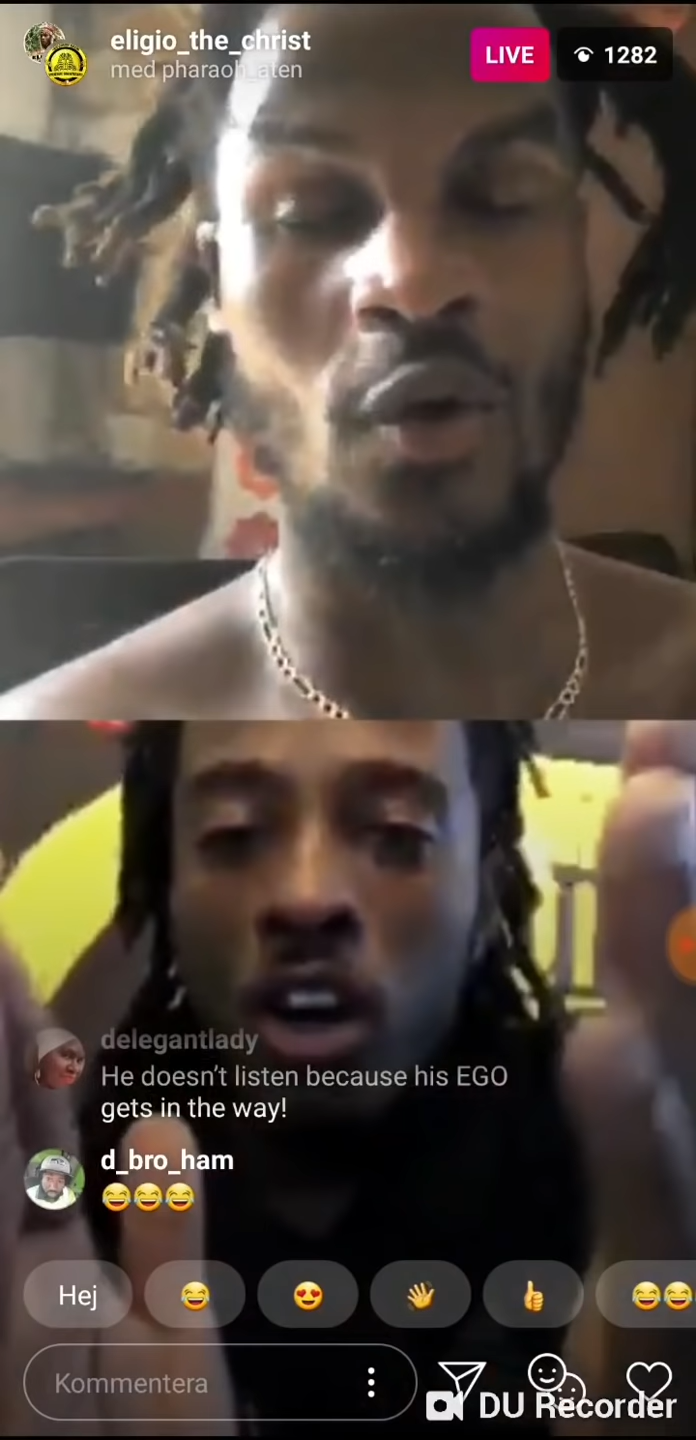 eligio_the_christ
med pharaoh_aten
LIVE
1282
delegantlady
He doesn’t listen because his EGO
gets in the way!
d_bro_ham
😂😂😂
Hej 😂 😍 👋 👍 😂😂
Kommentera
DU Recorder